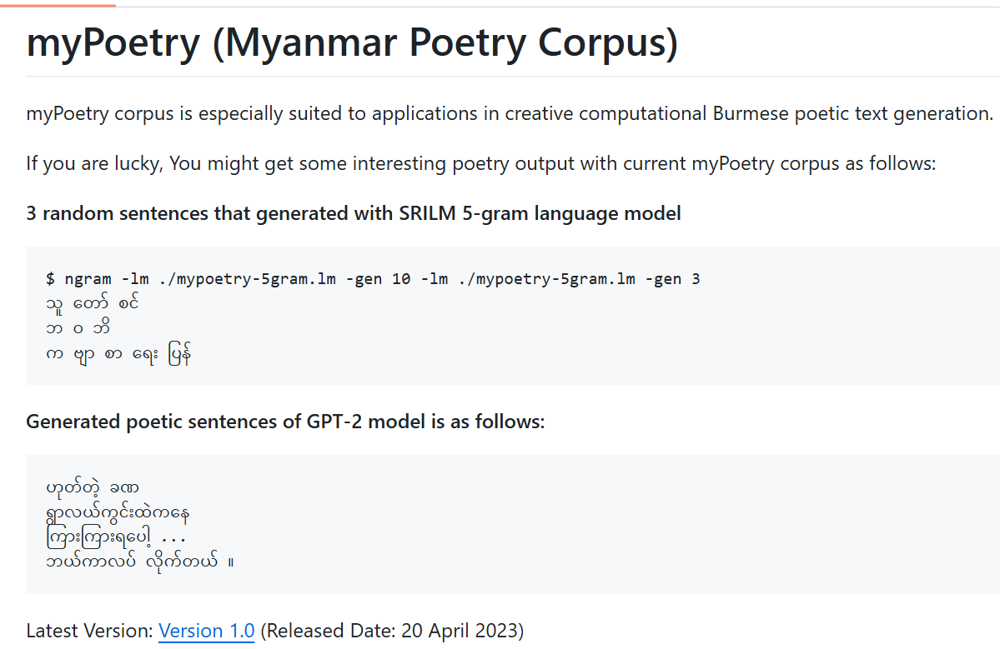 myPoetry (Myanmar Poetry Corpus)
myPoetry corpus is especially suited to applications in creative computational Burmese poetic text generation.
If you are lucky, You might get some interesting poetry output with current myPoetry corpus as follows:
3 random sentences that generated with SRILM 5-gram language model
$ ngram -lm ./mypoetry-5gram.lm -gen 10 -lm ./mypoetry-5gram.lm -gen 3
သူ တော် စင်
ဘ ဝ ဘိ
က ဗျာ စာ ရေး ပြန်
Generated poetic sentences of GPT-2 model is as follows:
ဟုတ်တဲ့ ခဏ
ရွာလယ်ကွင်းထဲကနေ
ကြားကြားရပေါ့ ...
ဘယ်ကာလပ် လိုက်တယ် ။
Latest Version: Version 1.0 (Released Date: 20 April 2023)